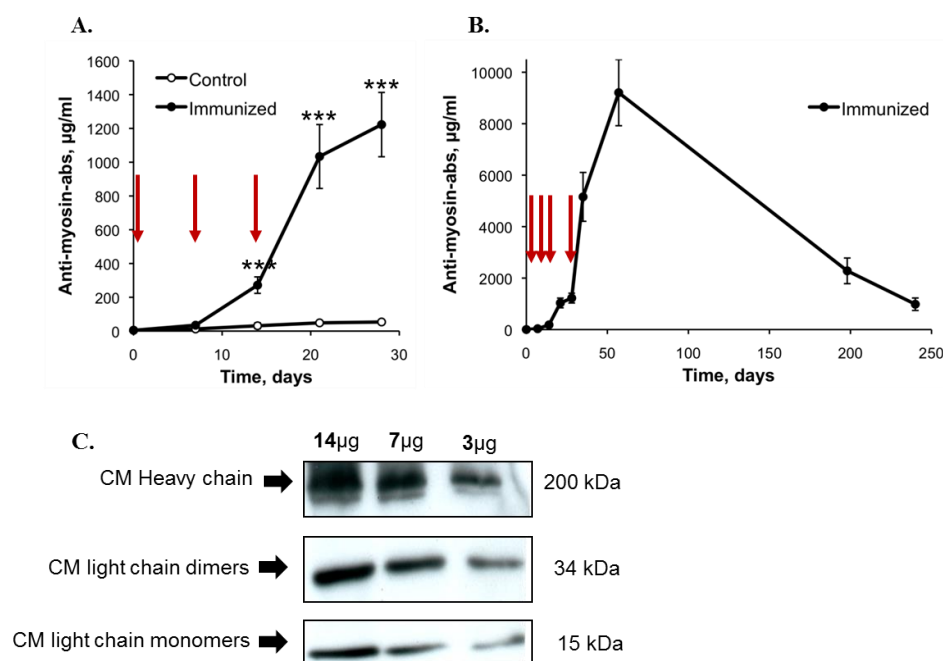 A.
1600
1400
1200
1000
800
600
400
200
0
Anti-myosin-abs, µg/ml
Control
Immunized
***
***
***
0
10
20
30
Time, days
B.
10000
8000
6000
4000
2000
0
Anti-myosin-abs, µg/ml
Immunized
0
50
100
150
200
250
Time, days
C.
14µg 7µg 3µg
CM Heavy chain 200 kDa
CM light chain dimers 34 kDa
CM light chain monomers 15 kDa